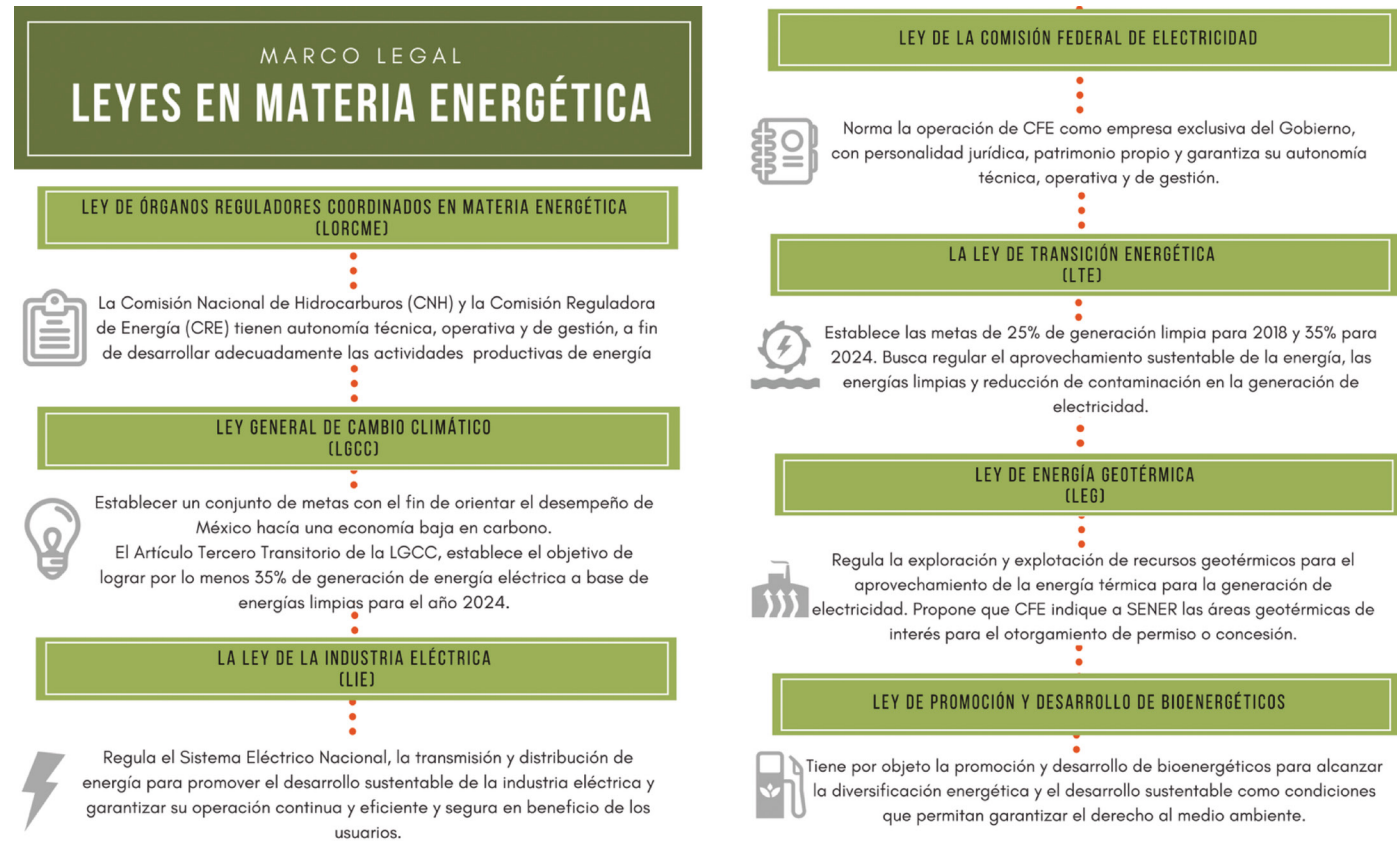 MARCO LEGAL
LEYES EN MATERIA ENERGÉTICA
LEY DE ÓRGANOS REGULADORES COORDINADOS EN MATERIA ENERGÉTICA
(LORCME)
La Comisión Nacional de Hidrocarburos (CNH) y la Comisión Reguladora
de Energía (CRE) tienen autonomía técnica, operativa y de gestión, a fin
de desarrollar adecuadamente las actividades productivas de energía
LEY GENERAL DE CAMBIO CLIMÁTICO
(LGCC)
Establecer un conjunto de metas con el fin de orientar el desempeño de
México hacía una economía baja en carbono.
El Artículo Tercero Transitorio de la LGCC, establece el objetivo de
lograr por lo menos 35% de generación de energía eléctrica a base de
energías limpias para el año 2024.
LA LEY DE LA INDUSTRIA ELÉCTRICA
(LIE)
Regula el Sistema Eléctrico Nacional, la transmisión y distribución de
energía para promover el desarrollo sustentable de la industria eléctrica y
garantizar su operación continua y eficiente y segura en beneficio de los
usuarios.
LEY DE LA COMISIÓN FEDERAL DE ELECTRICIDAD
Norma la operación de CFE como empresa exclusiva del Gobierno,
con personalidad jurídica, patrimonio propio y garantiza su autonomía
técnica, operativa y de gestión.
LA LEY DE TRANSICIÓN ENERGÉTICA
(LTE)
Establece las metas de 25% de generación limpia para 2018 y 35% para
2024. Busca regular el aprovechamiento sustentable de la energía, las
energías limpias y reducción de contaminación en la generación de
electricidad.
LEY DE ENERGÍA GEOTÉRMICA
(LEG)
Regula la exploración y explotación de recursos geotérmicos para el
aprovechamiento de la energía térmica para la generación de
electricidad. Propone que CFE indique a SENER las áreas geotérmicas de
interés para el otorgamiento de permiso o concesión.
LEY DE PROMOCIÓN Y DESARROLLO DE BIOENERGÉTICOS
Tiene por objeto la promoción y desarrollo de bioenergéticos para alcanzar
la diversificación energética y el desarrollo sustentable como condiciones
que permitan garantizar el derecho al medio ambiente.